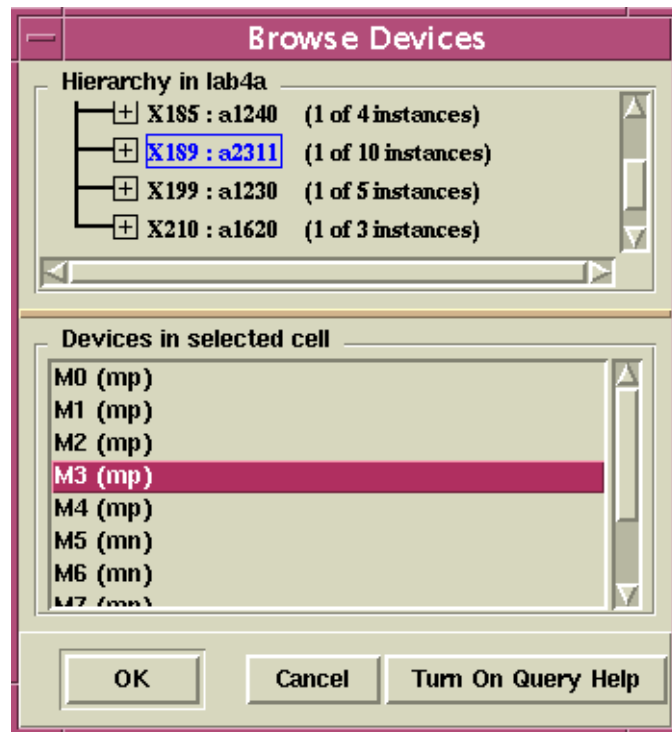 Browse Devices
Hierarchy in lab4a
X185 : a1240 (1 of 4 instances)
X189 : a2311 (1 of 10 instances)
X199 : a1230 (1 of 5 instances)
X210 : a1620 (1 of 3 instances)
Devices in selected cell
M0 (mp)
M1 (mp)
M2 (mp)
M3 (mp)
M4 (mp)
M5 (mn)
M6 (mn)
M7 (mn)
OK Cancel Turn On Query Help